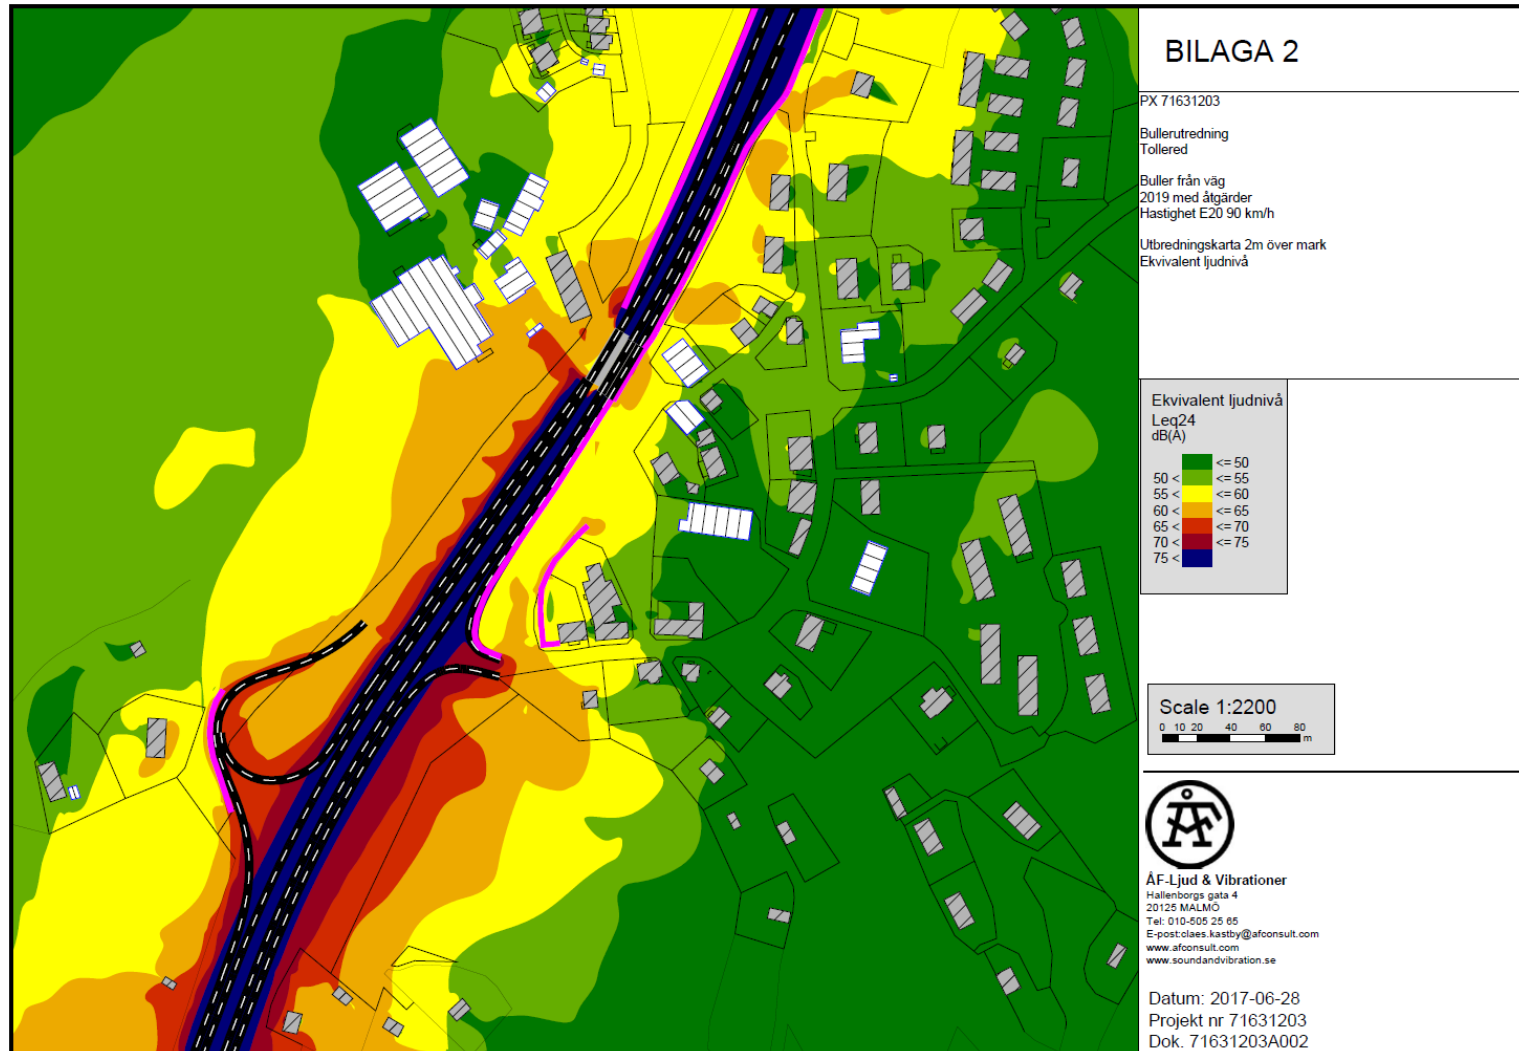 BILAGA 2
PX 71631203
Bullerutredning
Tollered
Buller från väg
2019 med åtgärder
Hastighet E20 90 km/h
Utbredningskarta 2m över mark
Ekvivalent ljudnivå
Ekvivalent ljudnivå
Leq24
dB(A)
<= 50
50 < <= 55
55 < <= 60
60 < <= 65
65 < <= 70
70 < <= 75
75 <
Scale 1:2200
0 10 20 40 60 80
m
ÅF
ÅF-Ljud & Vibrationer
Hallenborgs gata 4
20125 MALMÖ
Tel: 010-505 25 65
E-post:claes.kastby@afconsult.com
www.afconsult.com
www.soundandvibration.se
Datum: 2017-06-28
Projekt nr 71631203
Dok. 71631203A002